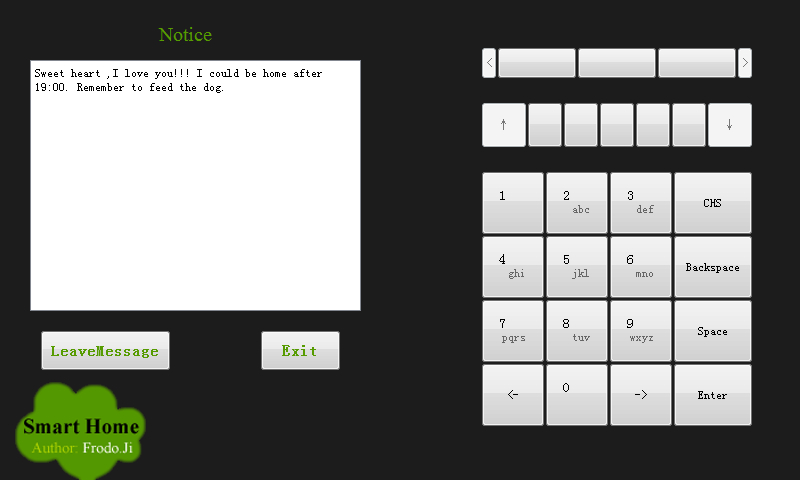 Notice
Sweet heart ,I love you!!! I could be home after
19:00. Remember to feed the dog.
LeaveMessage
Exit
Smart Home
Author: Frodo.Ji
<
>
↑
↓
1
2
abc
3
def
CHS
4
ghi
5
jkl
6
mno
Backspace
7
pqrs
8
tuv
9
wxyz
Space
<-
0
->
Enter